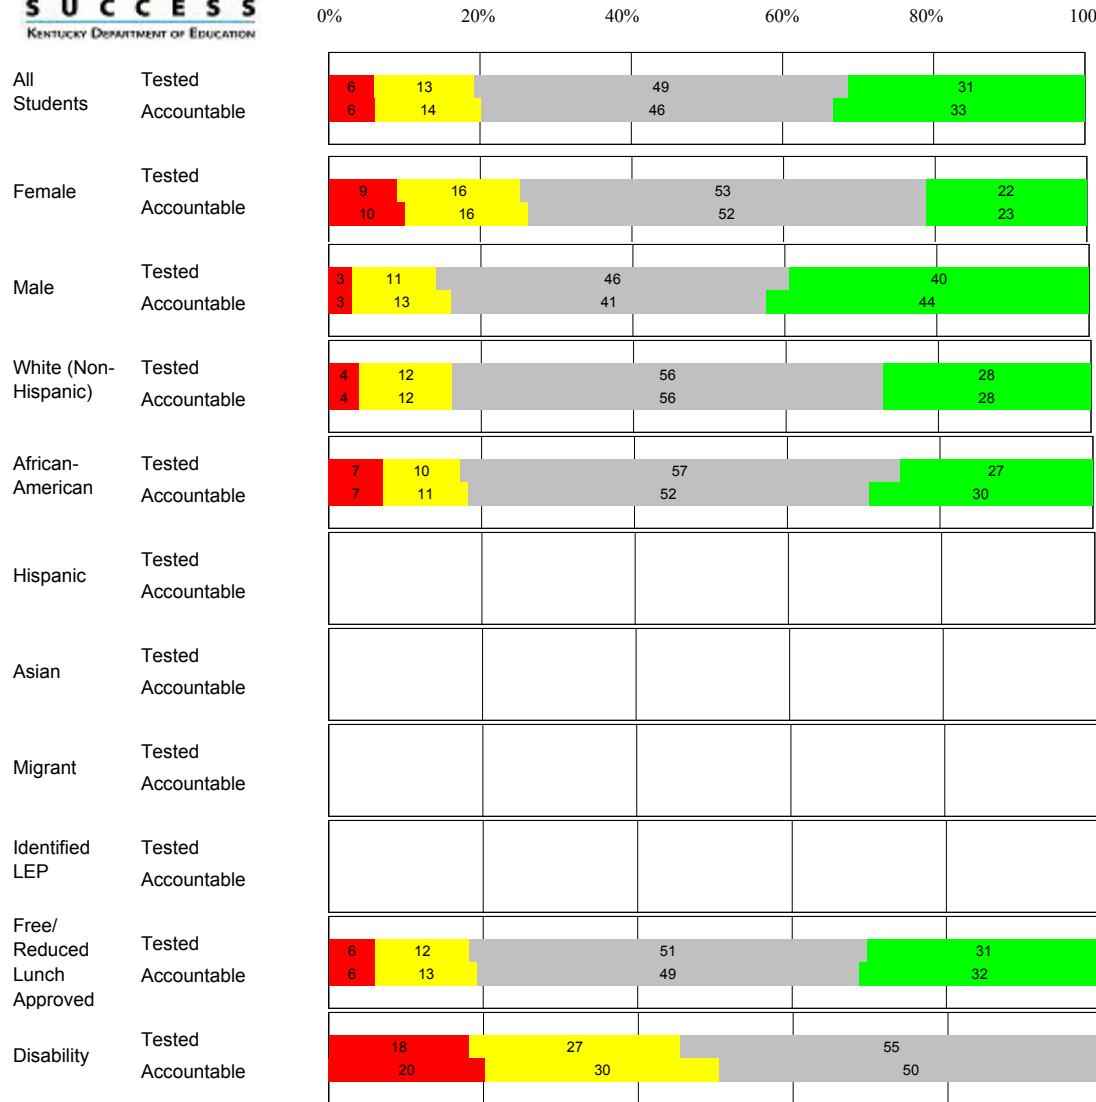 SUCCESS
KENTUCKY DEPARTMENT OF EDUCATION
0% 20% 40% 60% 80% 100
All Students
Tested 6 13 49 31
Accountable 6 14 46 33
Female
Tested 9 16 53 22
Accountable 10 16 52 23
Male
Tested 3 11 46 40
Accountable 3 13 41 44
White (Non-
Hispanic)
Tested 4 12 56 28
Accountable 4 12 56 28
African-
American
Tested 7 10 57 27
Accountable 7 11 52 30
Hispanic
Tested
Accountable
Asian
Tested
Accountable
Migrant
Tested
Accountable
Identified
LEP
Tested
Accountable
Free/
Reduced
Lunch
Approved
Tested 6 12 51 31
Accountable 6 13 49 32
Disability
Tested 18 27 55
Accountable 20 30 50